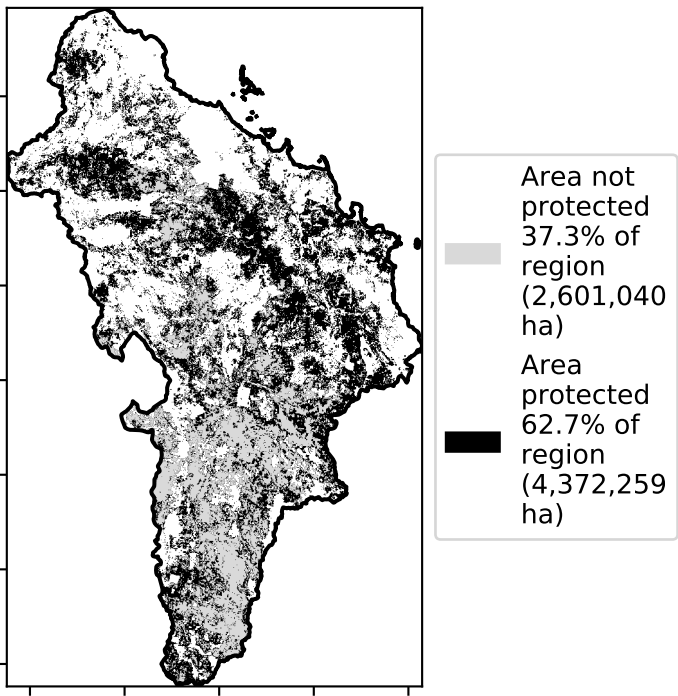 Area not
protected
37.3% of
region
(2,601,040
ha)
Area
protected
62.7% of
region
(4,372,259
ha)